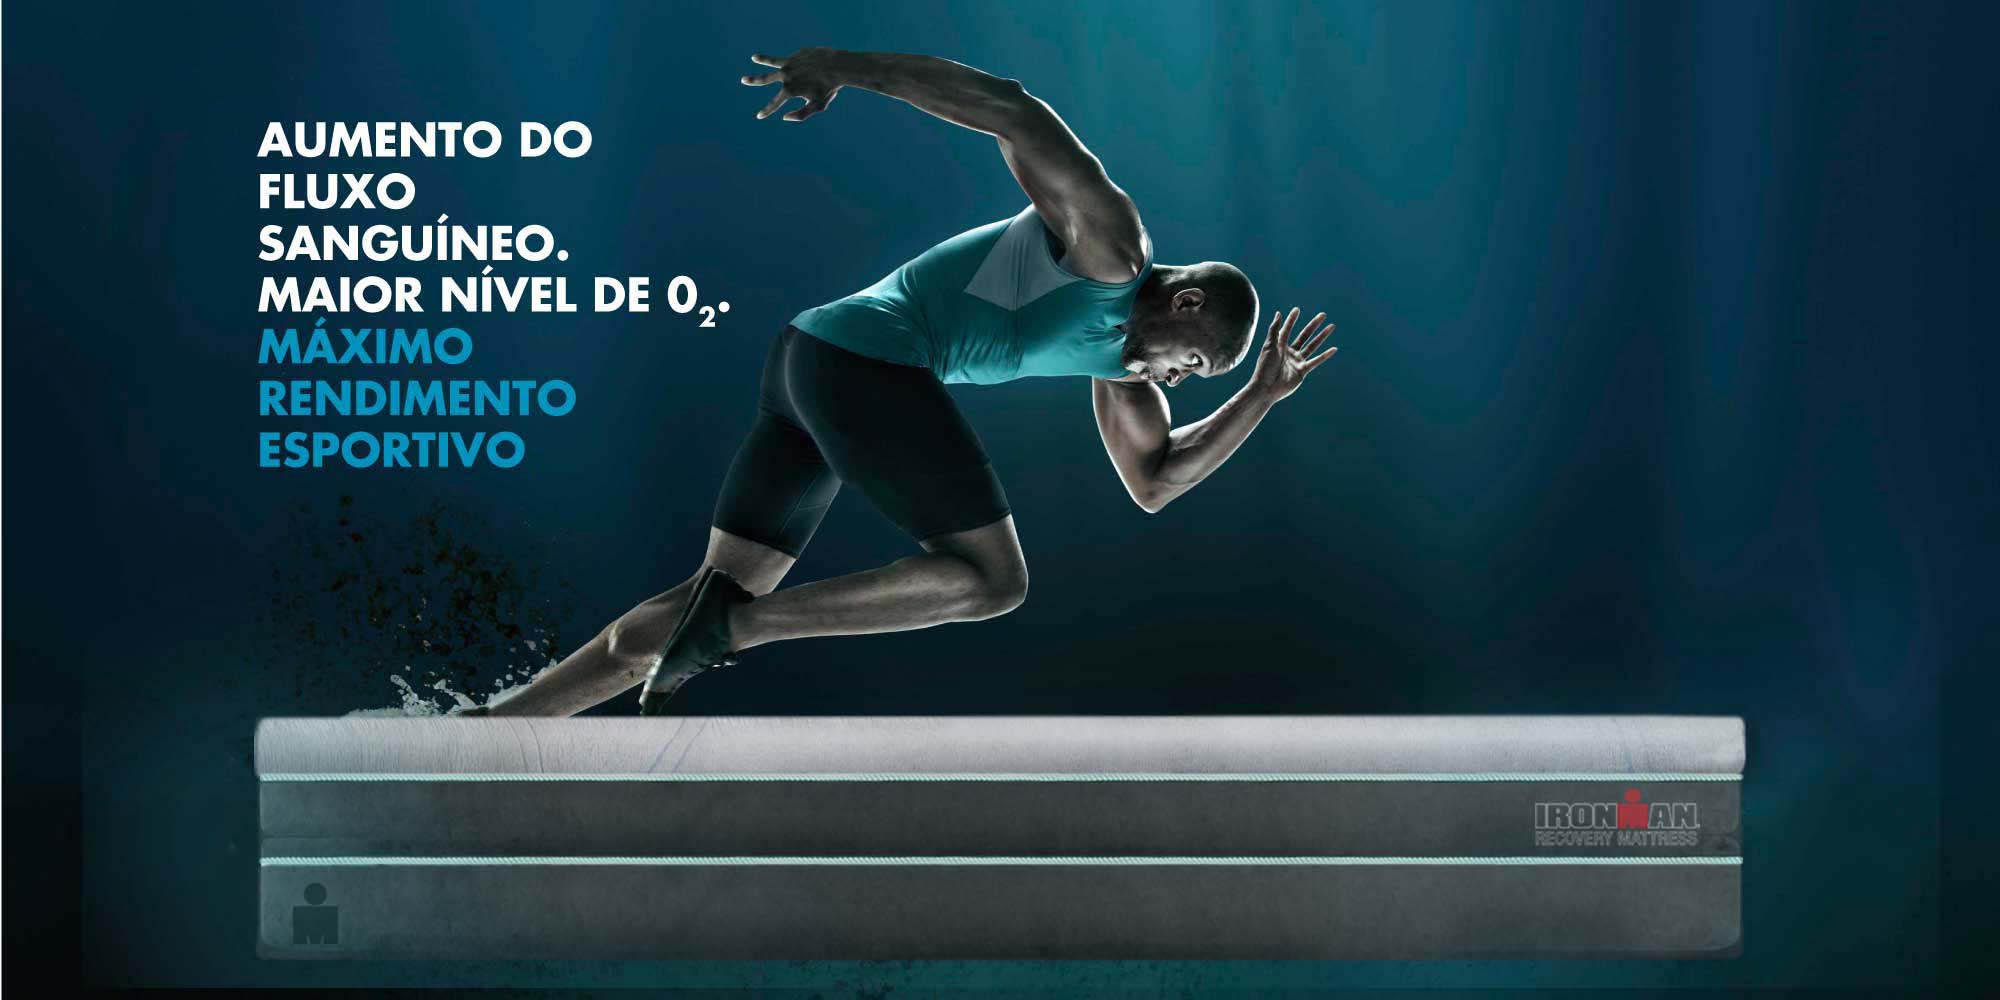 AUMENTO DO
FLUXO
SANGUÍNEO.
MAIOR NÍVEL DE 0₂.
MÁXIMO
RENDIMENTO
ESPORTIVO
IRONMAN
RECOVERY MATTRESS